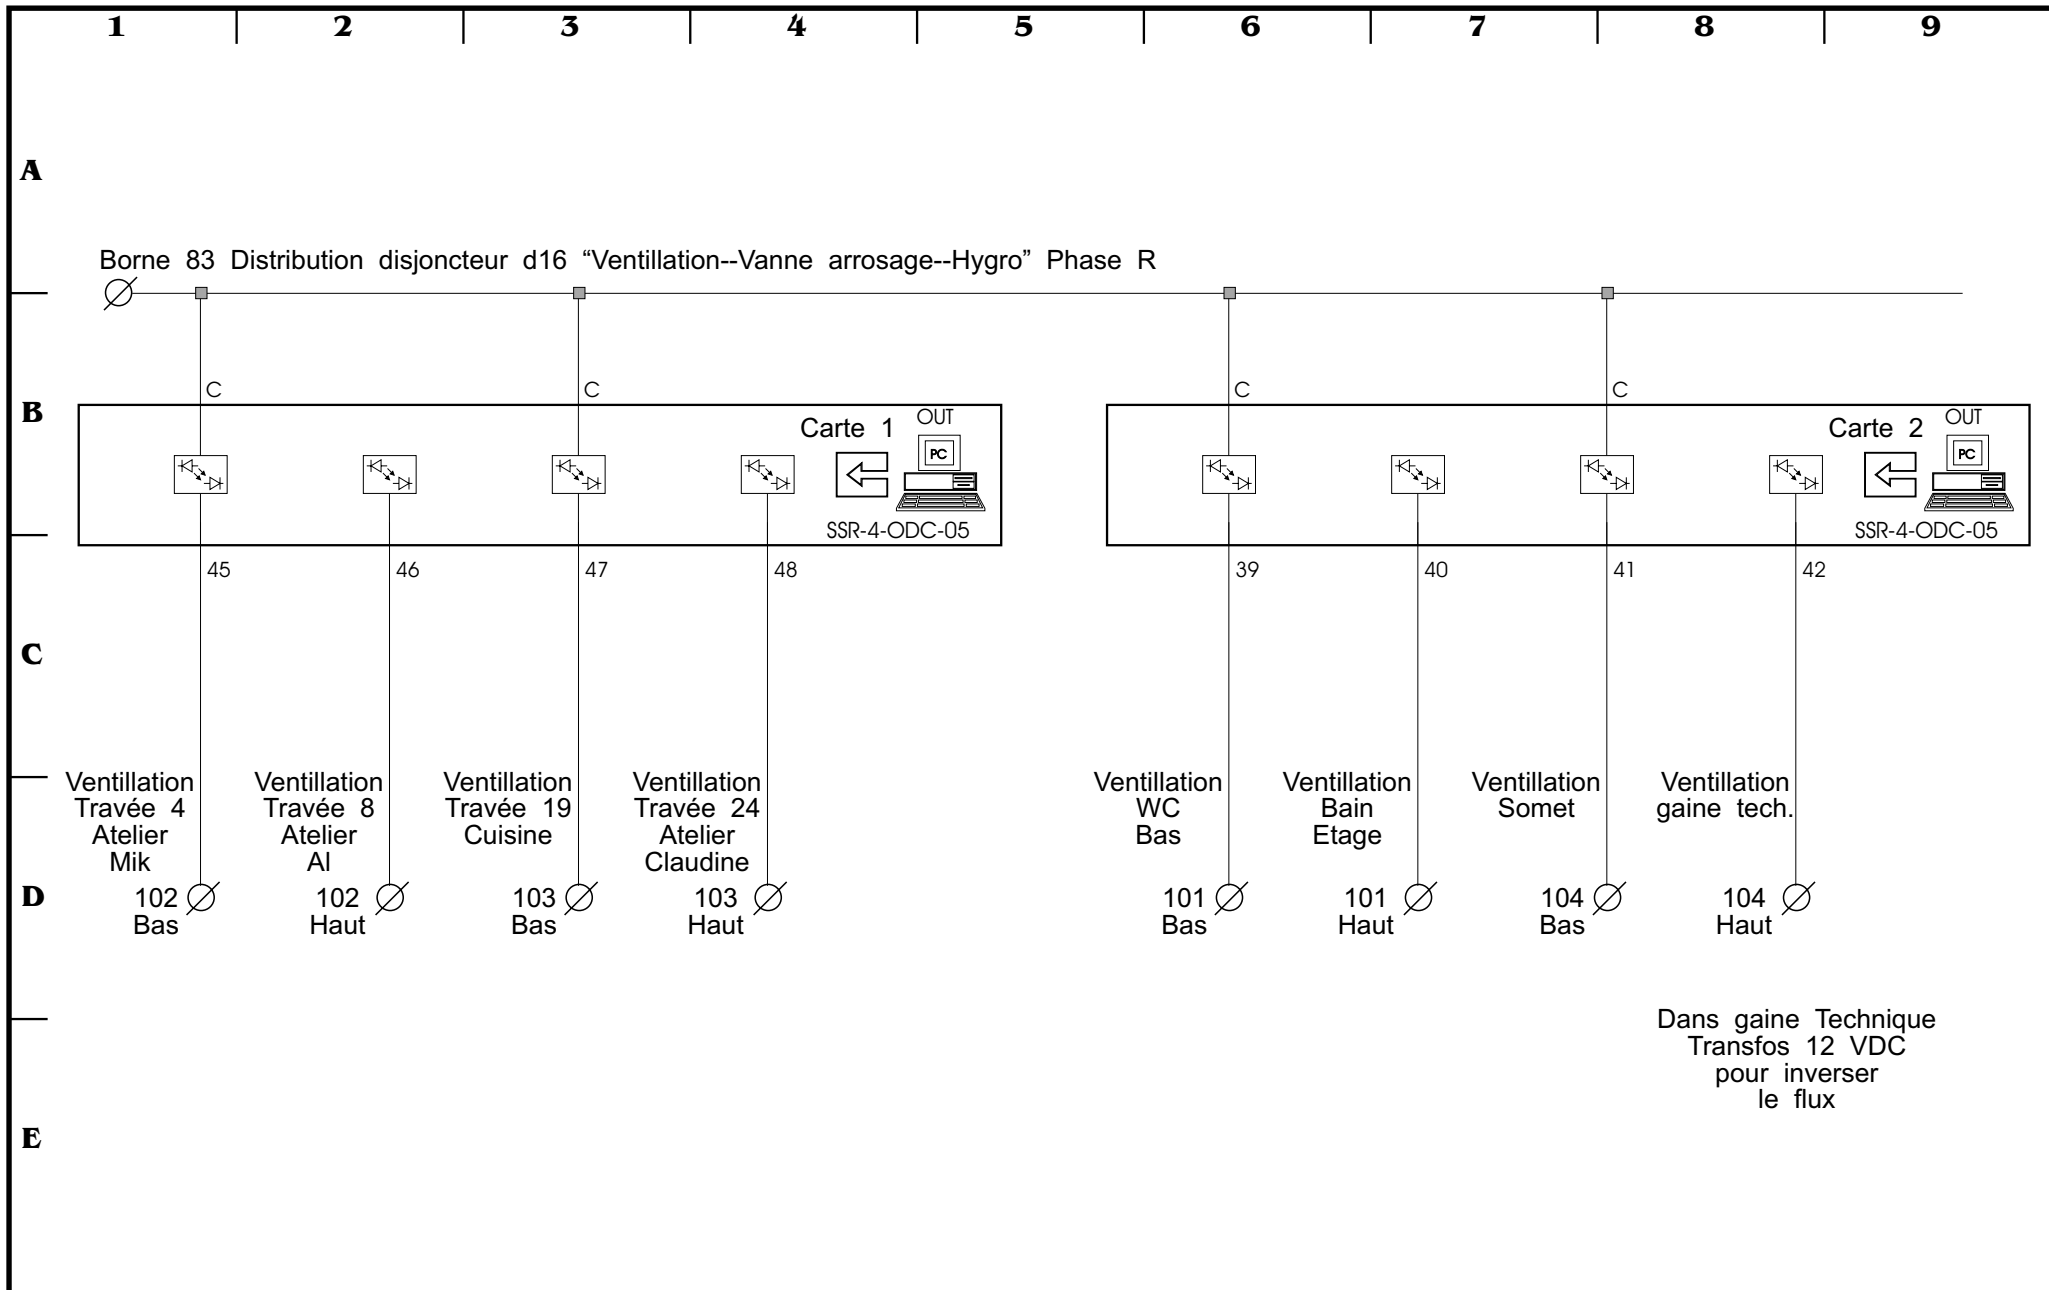 1 2 3 4 5 6 7 8 9
A
Borne 83 Distribution disjoncteur d16 “Ventillation--Vanne arrosage--Hygro” Phase R
C C C C
B
Carte 1 OUT
PC
SSR-4-ODC-05
Carte 2 OUT
PC
SSR-4-ODC-05
45 46 47 48 39 40 41 42
C
Ventillation
Travée 4
Atelier
Mik
102
Bas
Ventillation
Travée 8
Atelier
Al
102
Haut
Ventillation
Travée 19
Cuisine
103
Bas
Ventillation
Travée 24
Atelier
Claudine
103
Haut
Ventillation
WC
Bas
101
Bas
Ventillation
Bain
Etage
101
Haut
Ventillation
Somet
104
Bas
Ventillation
gaine tech.
104
Haut
D
Dans gaine Technique
Transfos 12 VDC
pour inverser
le flux
E